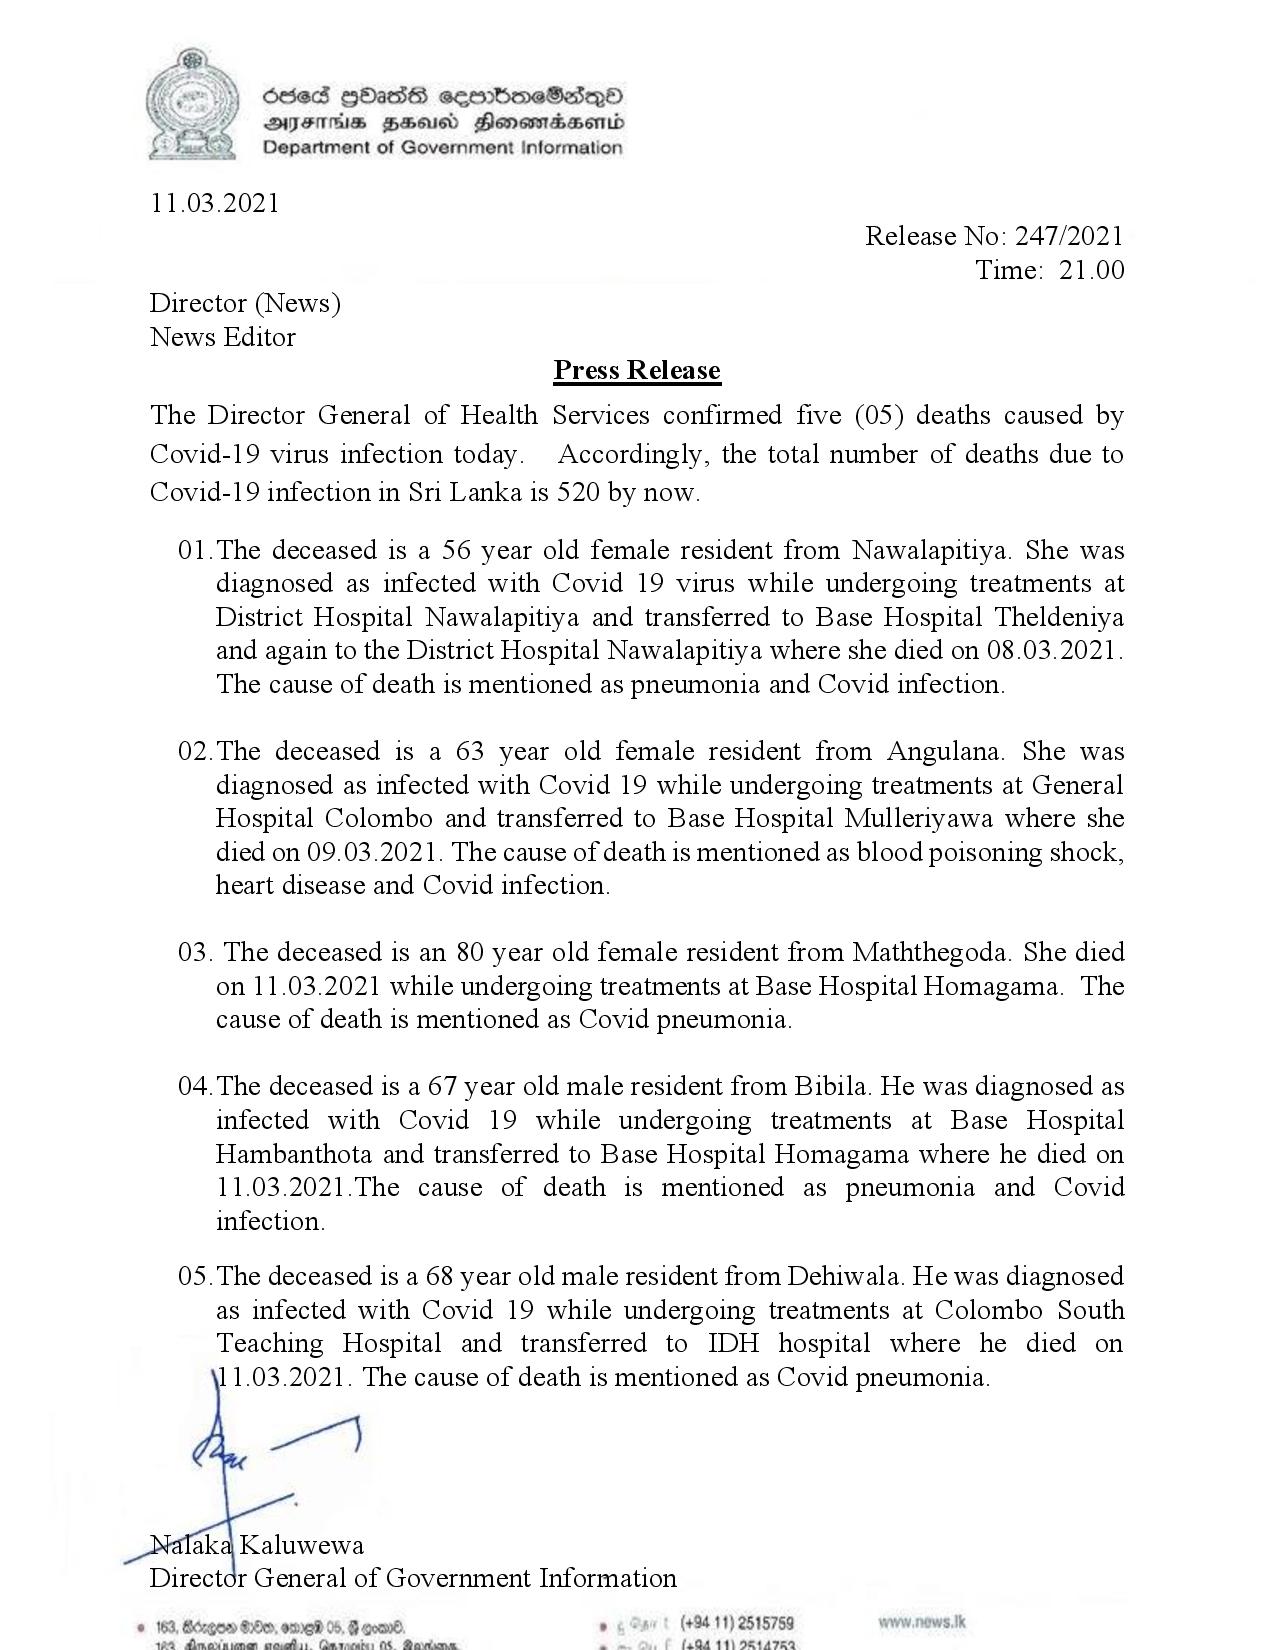 රජයේ ප්‍රවෘත්ති දෙපාර්තමේන්තුව
அரசாங்க தகவல் திணைக்களம்
Department of Government Information
11.03.2021
Release No: 247/2021
Time: 21.00
Director (News)
News Editor
Press Release
The Director General of Health Services confirmed five (05) deaths caused by
Covid-19 virus infection today. Accordingly, the total number of deaths due to
Covid-19 infection in Sri Lanka is 520 by now.
01. The deceased is a 56 year old female resident from Nawalapitiya. She was
diagnosed as infected with Covid 19 virus while undergoing treatments at
District Hospital Nawalapitiya and transferred to Base Hospital Theldeniya
and again to the District Hospital Nawalapitiya where she died on 08.03.2021.
The cause of death is mentioned as pneumonia and Covid infection.
02. The deceased is a 63 year old female resident from Angulana. She was
diagnosed as infected with Covid 19 while undergoing treatments at General
Hospital Colombo and transferred to Base Hospital Mulleriyawa where she
died on 09.03.2021. The cause of death is mentioned as blood poisoning shock,
heart disease and Covid infection.
03. The deceased is an 80 year old female resident from Maththegoda. She died
on 11.03.2021 while undergoing treatments at Base Hospital Homagama. The
cause of death is mentioned as Covid pneumonia.
04. The deceased is a 67 year old male resident from Bibila. He was diagnosed as
infected with Covid 19 while undergoing treatments at Base Hospital
Hambanthota and transferred to Base Hospital Homagama where he died on
11.03.2021.The cause of death is mentioned as pneumonia and Covid
infection.
05. The deceased is a 68 year old male resident from Dehiwala. He was diagnosed
as infected with Covid 19 while undergoing treatments at Colombo South
Teaching Hospital and transferred to IDH hospital where he died on
11.03.2021. The cause of death is mentioned as Covid pneumonia.
Nalaka Kaluwewa
Director General of Government Information
163, කිරුලපන මාවත, කොළඹ 05, ශ්‍රී ලංකාව. (+94 11) 2515759 www.news.lk
(+94 11) 2514753